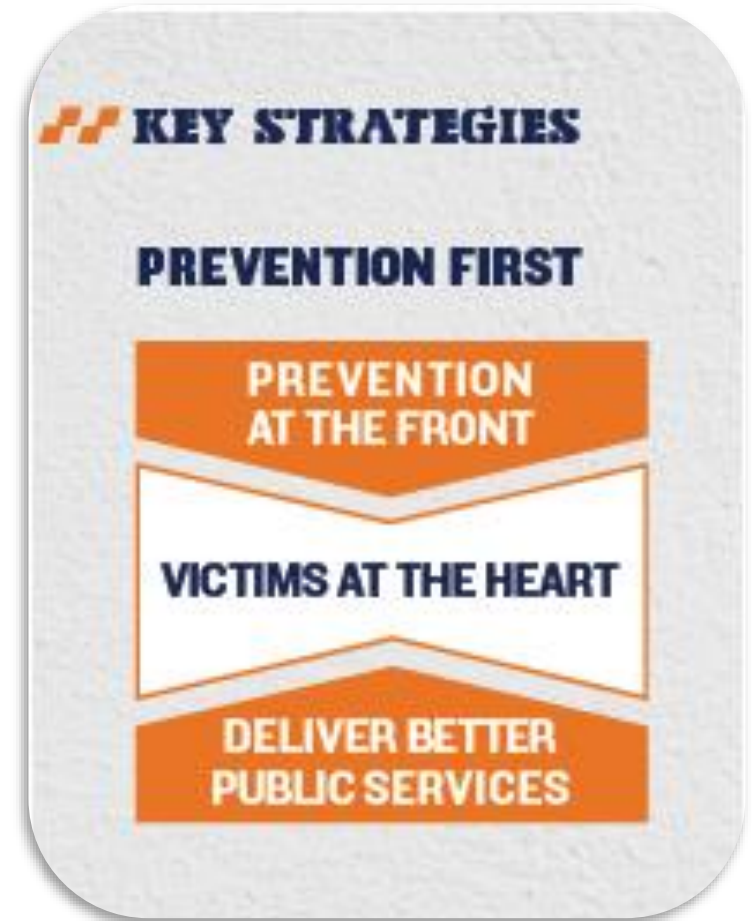 KEY STRATEGIES
PREVENTION FIRST
PREVENTION
AT THE FRONT
VICTIMS AT THE HEART
DELIVER BETTER
PUBLIC SERVICES